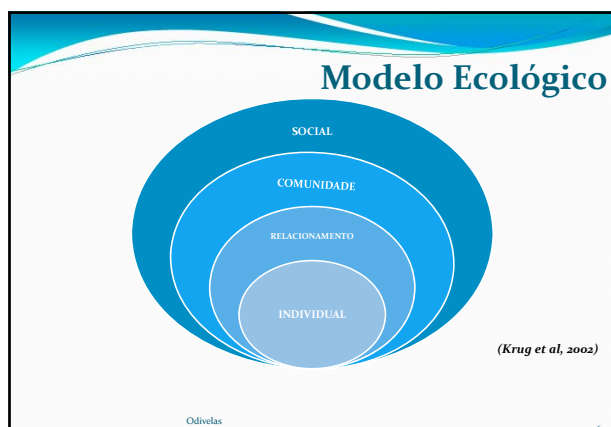 Modelo Ecológico
SOCIAL
COMUNIDADE
RELACIONAMENTO
INDIVIDUAL
(Krug et al, 2002)
Odivelas